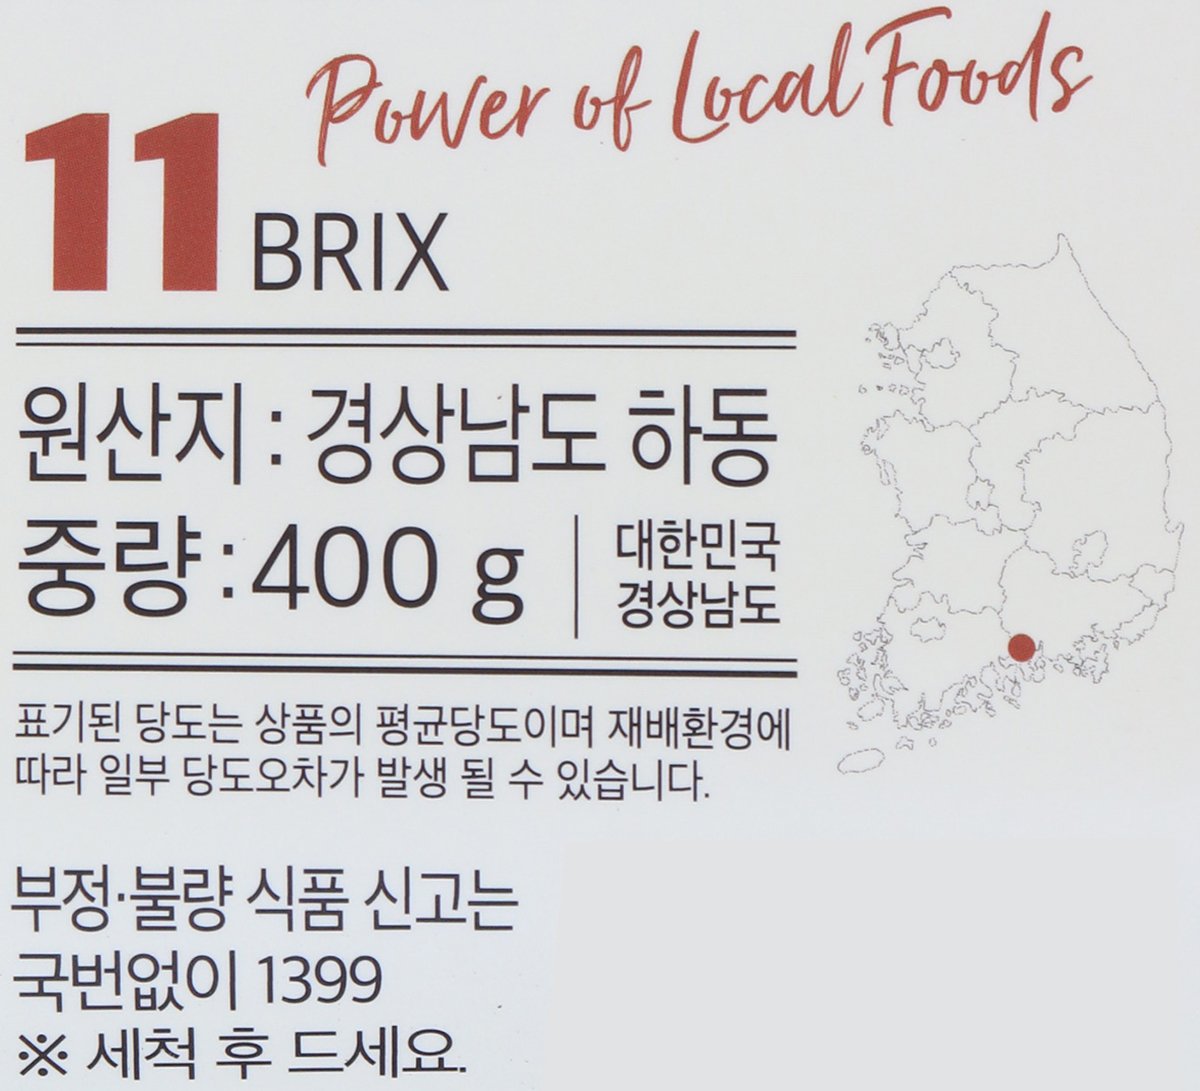 Power of Local Foods
11 BRIX
원산지 : 경상남도 하동
중량 : 400 g
대한민국
경상남도
표기된 당도는 상품의 평균당도이며 재배환경에
따라 일부 당도오차가 발생 될 수 있습니다.
부정·불량 식품 신고는
국번없이 1399
※ 세척 후 드세요.